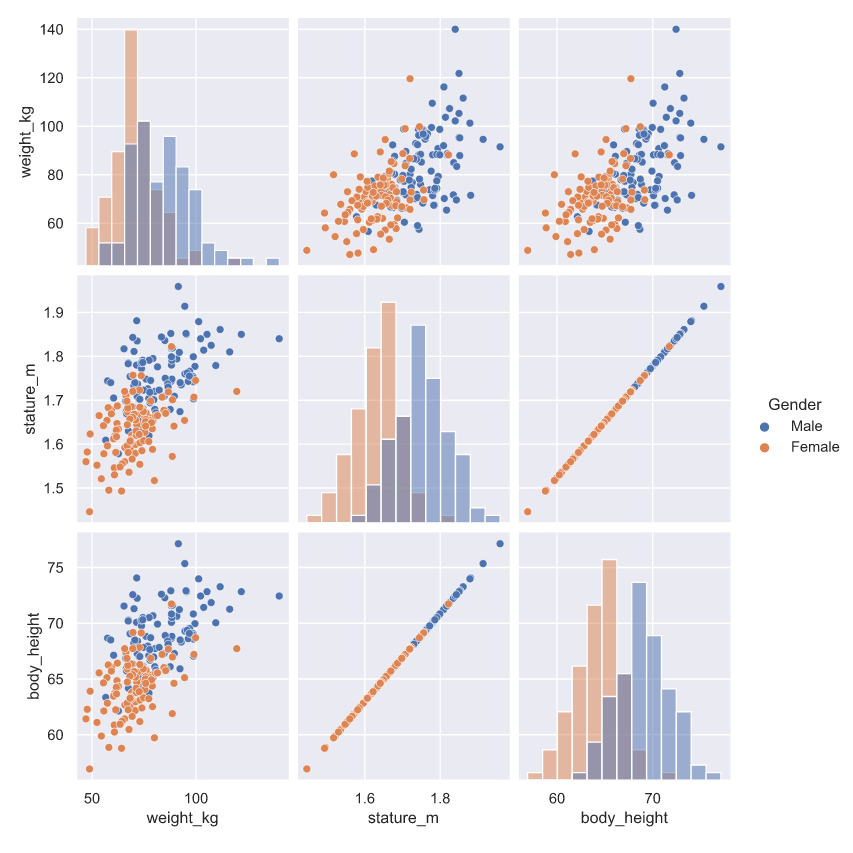 140
120
100
80
60
weight_kg
1.9
1.8
1.7
1.6
1.5
stature_m
Gender
Male
Female
75
70
65
60
body_height
50 100
1.6 1.8
60 70
weight_kg
stature_m
body_height